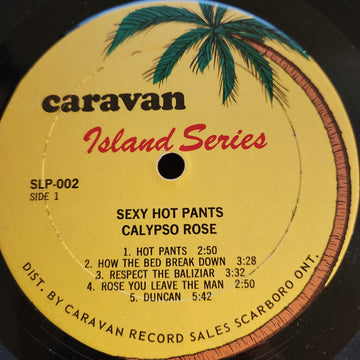 caravan
Island Series
SLP-002
SIDE 1
SEXY HOT PANTS
CALYPSO ROSE
1. HOT PANTS 2:50
2. HOW THE BED BREAK DOWN 3:28
3. RESPECT THE BALIZIAR 3:32
4. ROSE YOU LEAVE THE MAN 2:50
5. DUNCAN 5:42
DIST. BY CARAVAN RECORD SALES SCARBORO ONT.